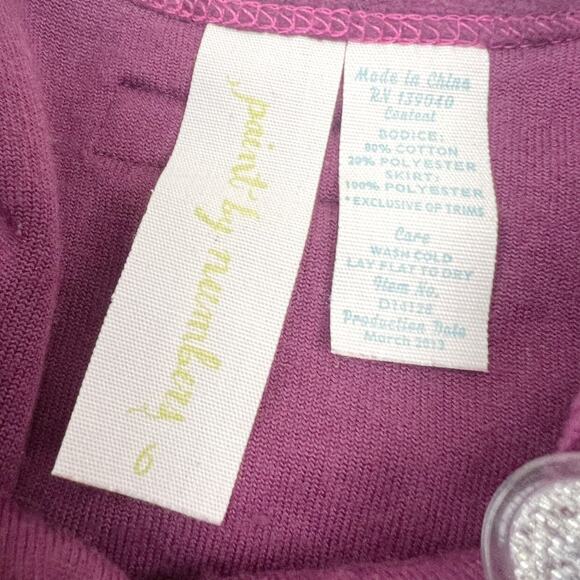 paint by numbers
6
Made in China
RN 139040
Content
BODICE:
80% COTTON
20% POLYESTER
SKIRT:
100% POLYESTER
*EXCLUSIVE OF TRIMS
Care
WASH COLD
LAY FLAT TO DRY
Item No.
D14128
Production Date
March 2013